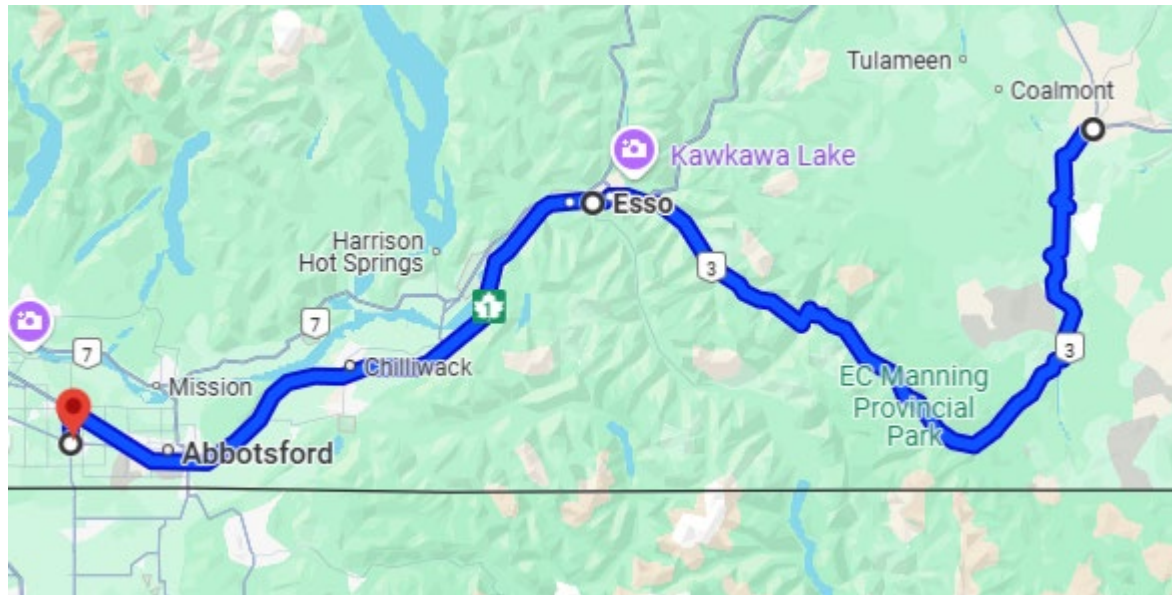 Tulameen
Coalmont
Kawkawa Lake
Esso
Harrison
Hot Springs
3
1
7
7
Chilliwack
3
Mission
EC Manning
Provincial
Park
Abbotsford